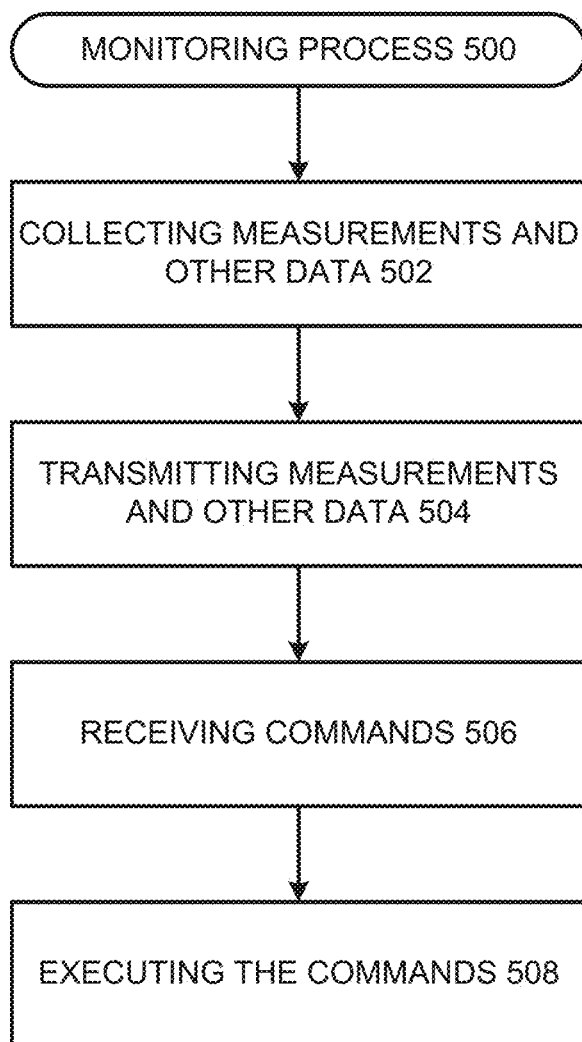 MONITORING PROCESS 500
COLLECTING MEASUREMENTS AND
OTHER DATA 502
TRANSMITTING MEASUREMENTS
AND OTHER DATA 504
RECEIVING COMMANDS 506
EXECUTING THE COMMANDS 508